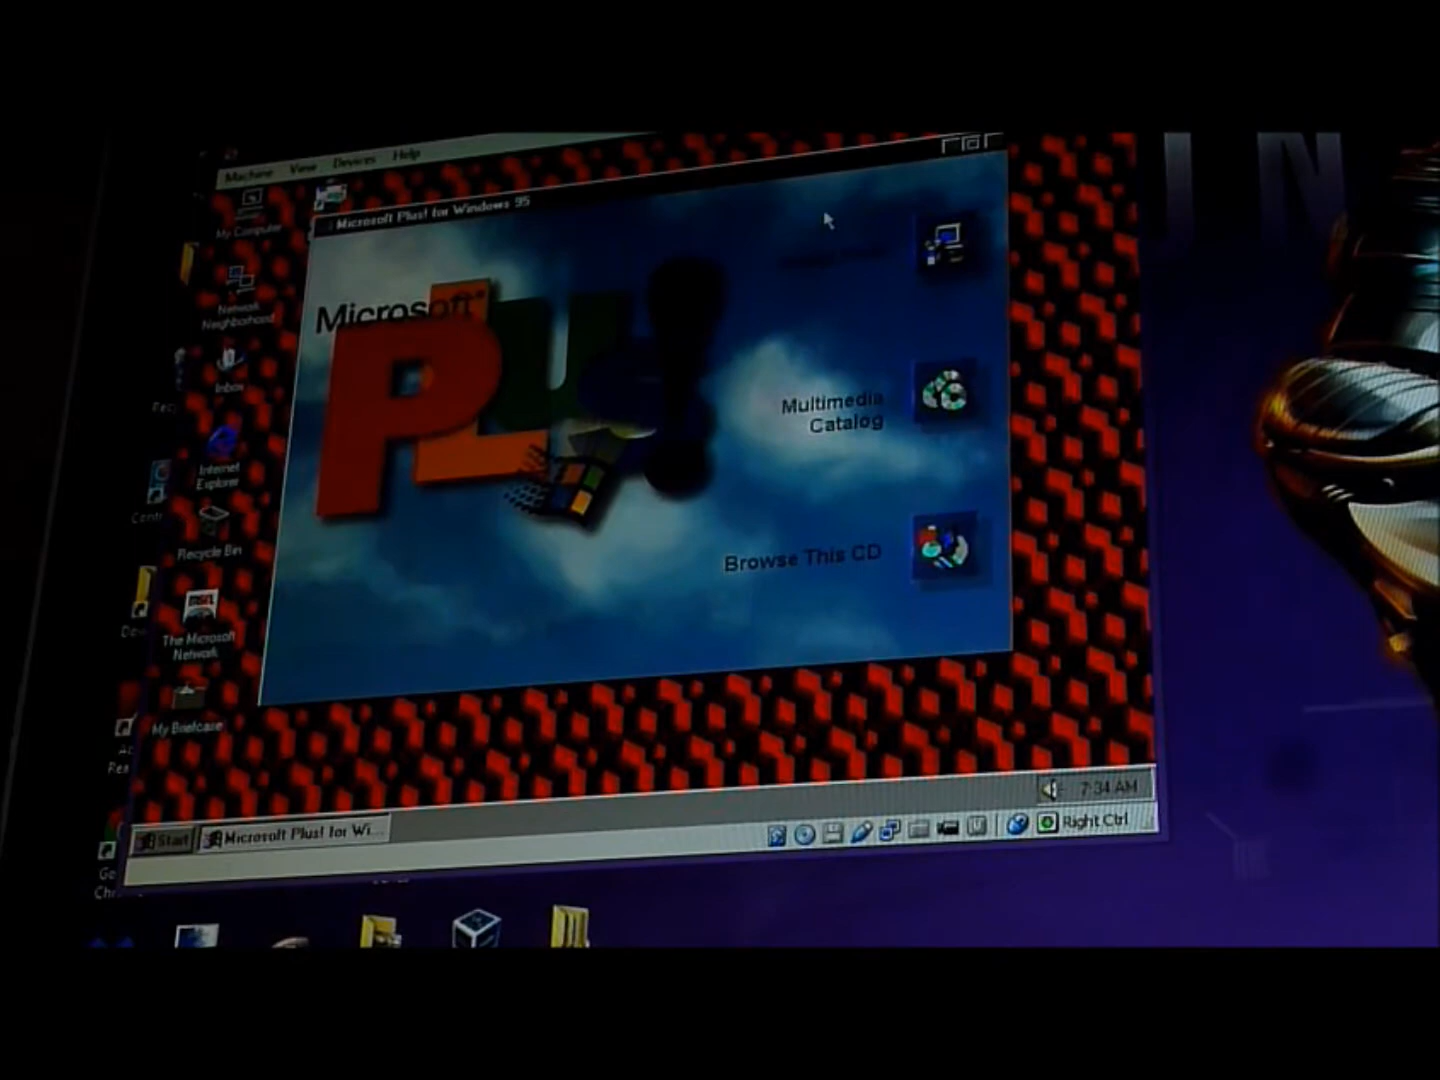 IN
Machine View Devices Help
My Computer
Microsoft Plus! for Windows 95
Network
Neighborhood
Microsoft®
PLUS!
Inbox
Multimedia
Catalog
Internet
Explorer
Recycle Bin
Browse This CD
The Microsoft
Network
My Briefcase
7:34 AM
Start
Microsoft Plus! for Wi...
Right Ctrl